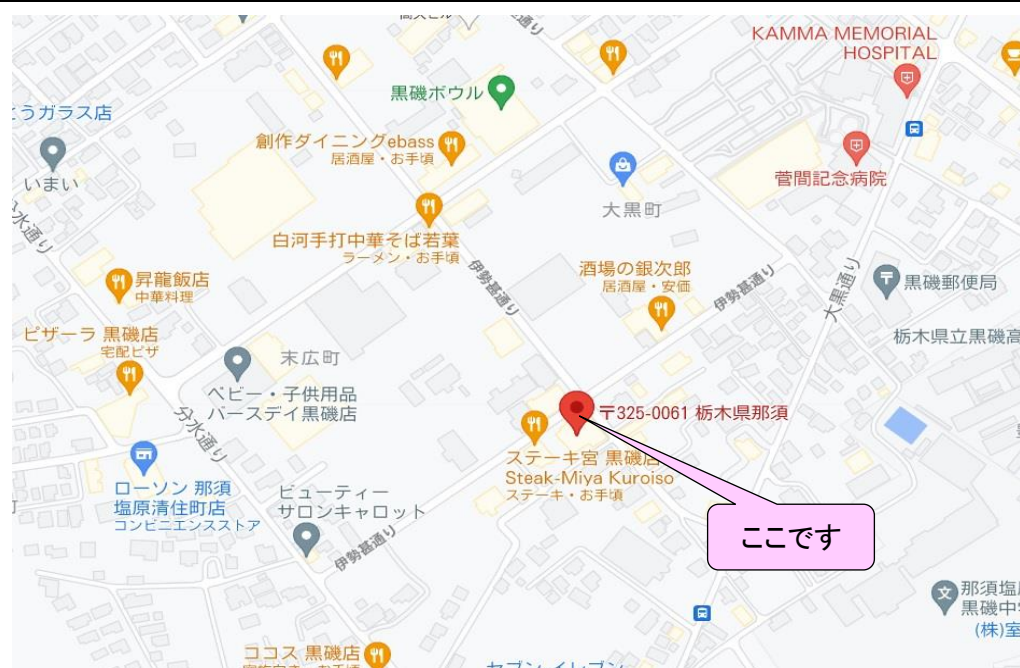 KAMMA MEMORIAL
HOSPITAL
黒磯ボウル
うガラス店
創作ダイニングebass
居酒屋・お手頃
いまい
菅間記念病院
大黒町
分水通り
白河手打中華そば若葉
ラーメン・お手頃
伊勢甚通り
酒場の銀次郎
居酒屋・安価
伊勢甚通り
大黒通り
黒磯郵便局
昇龍飯店
中華料理
ピザーラ 黒磯店
宅配ピザ
末広町
栃木県立黒磯高
ベビー・子供用品
バースデイ黒磯店
分水通り
〒325-0061 栃木県那須
ステーキ宮 黒磯店
Steak-Miya Kuroiso
ステーキ・お手頃
ローソン 那須
塩原清住町店
コンビニエンスストア
ビューティー
サロンキャロット
伊勢甚通り
ここです
那須塩
黒磯中
(株)室
ココス 黒磯店